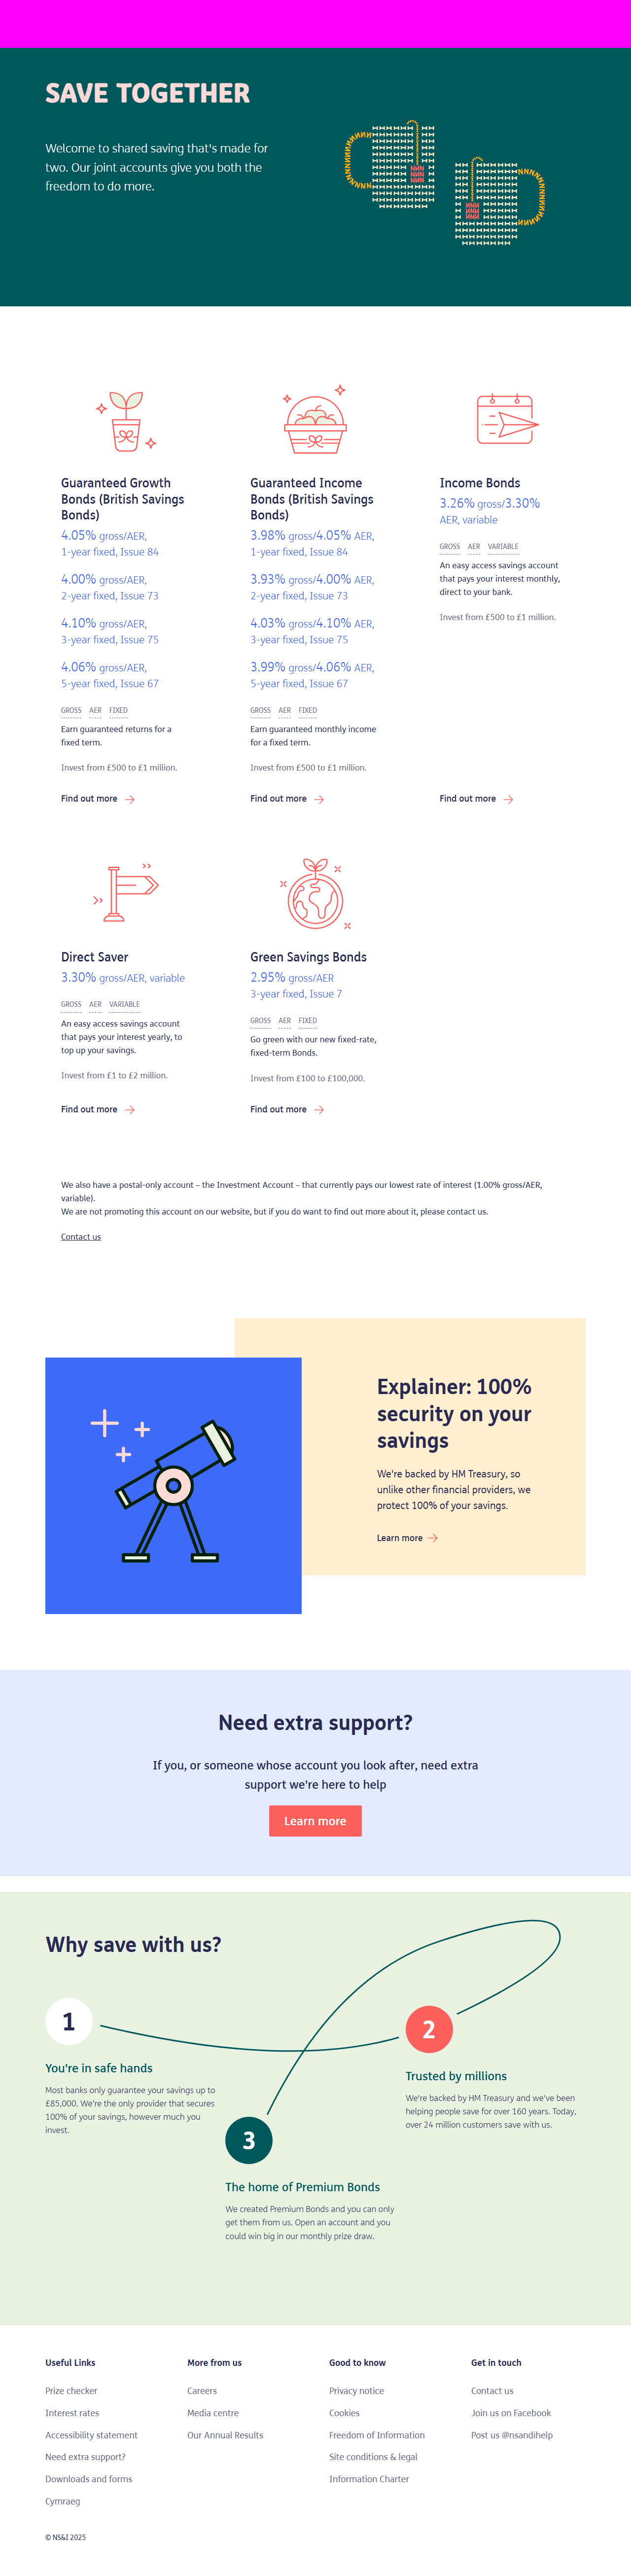 SAVE TOGETHER
Welcome to shared saving that's made for
two. Our joint accounts give you both the
freedom to do more.
Guaranteed Growth
Bonds (British Savings
Bonds)
4.05% gross/AER,
1-year fixed, Issue 84
4.00% gross/AER,
2-year fixed, Issue 73
4.10% gross/AER,
3-year fixed, Issue 75
4.06% gross/AER,
5-year fixed, Issue 67
GROSS AER FIXED
Earn guaranteed returns for a
fixed term.
Invest from £500 to £1 million.
Find out more
Guaranteed Income
Bonds (British Savings
Bonds)
3.98% gross/4.05% AER,
1-year fixed, Issue 84
3.93% gross/4.00% AER,
2-year fixed, Issue 73
4.03% gross/4.10% AER,
3-year fixed, Issue 75
3.99% gross/4.06% AER,
5-year fixed, Issue 67
GROSS AER FIXED
Earn guaranteed monthly income
for a fixed term.
Invest from £500 to £1 million.
Find out more
Income Bonds
3.26% gross/3.30%
AER, variable
GROSS AER VARIABLE
An easy access savings account
that pays your interest monthly,
direct to your bank.
Invest from £500 to £1 million.
Find out more
Direct Saver
3.30% gross/AER, variable
GROSS AER VARIABLE
An easy access savings account
that pays your interest yearly, to
top up your savings.
Invest from £1 to £2 million.
Find out more
Green Savings Bonds
2.95% gross/AER
3-year fixed, Issue 7
GROSS AER FIXED
Go green with our new fixed-rate,
fixed-term Bonds.
Invest from £100 to £100,000.
Find out more
We also have a postal-only account – the Investment Account – that currently pays our lowest rate of interest (1.00% gross/AER,
variable).
We are not promoting this account on our website, but if you do want to find out more about it, please contact us.
Contact us
Explainer: 100%
security on your
savings
We're backed by HM Treasury, so
unlike other financial providers, we
protect 100% of your savings.
Learn more
Need extra support?
If you, or someone whose account you look after, need extra
support we're here to help
Learn more
Why save with us?
1
You're in safe hands
Most banks only guarantee your savings up to
£85,000. We're the only provider that secures
100% of your savings, however much you
invest.
2
Trusted by millions
We're backed by HM Treasury and we've been
helping people save for over 160 years. Today,
over 24 million customers save with us.
3
The home of Premium Bonds
We created Premium Bonds and you can only
get them from us. Open an account and you
could win big in our monthly prize draw.
Useful Links
Prize checker
Interest rates
Accessibility statement
Need extra support?
Downloads and forms
Cymraeg
More from us
Careers
Media centre
Our Annual Results
Good to know
Privacy notice
Cookies
Freedom of Information
Site conditions & legal
Information Charter
Get in touch
Contact us
Join us on Facebook
Post us @nsandihelp
© NS&I 2025